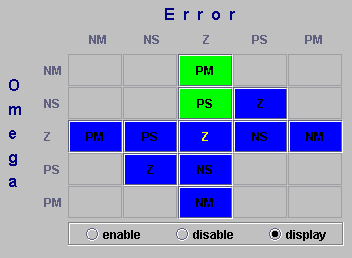 Error
NM NS Z PS PM
Omega
NM PM
NS PS Z
Z PM PS Z NS NM
PS Z NS
PM NM
enable disable display